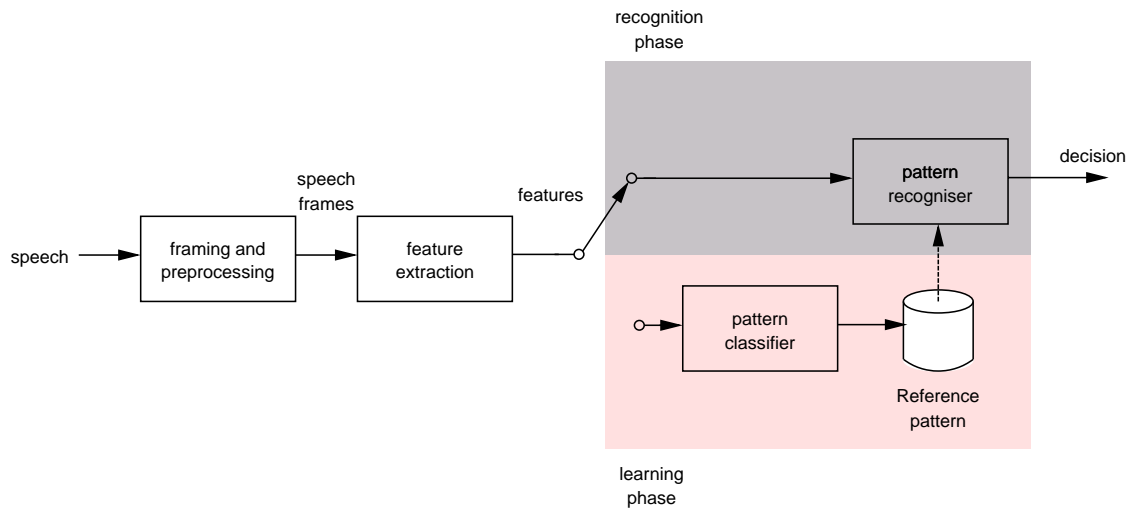 recognition
phase
speech
framing and
preprocessing
speech
frames
feature
extraction
features
pattern
recogniser
decision
pattern
classifier
Reference
pattern
learning
phase